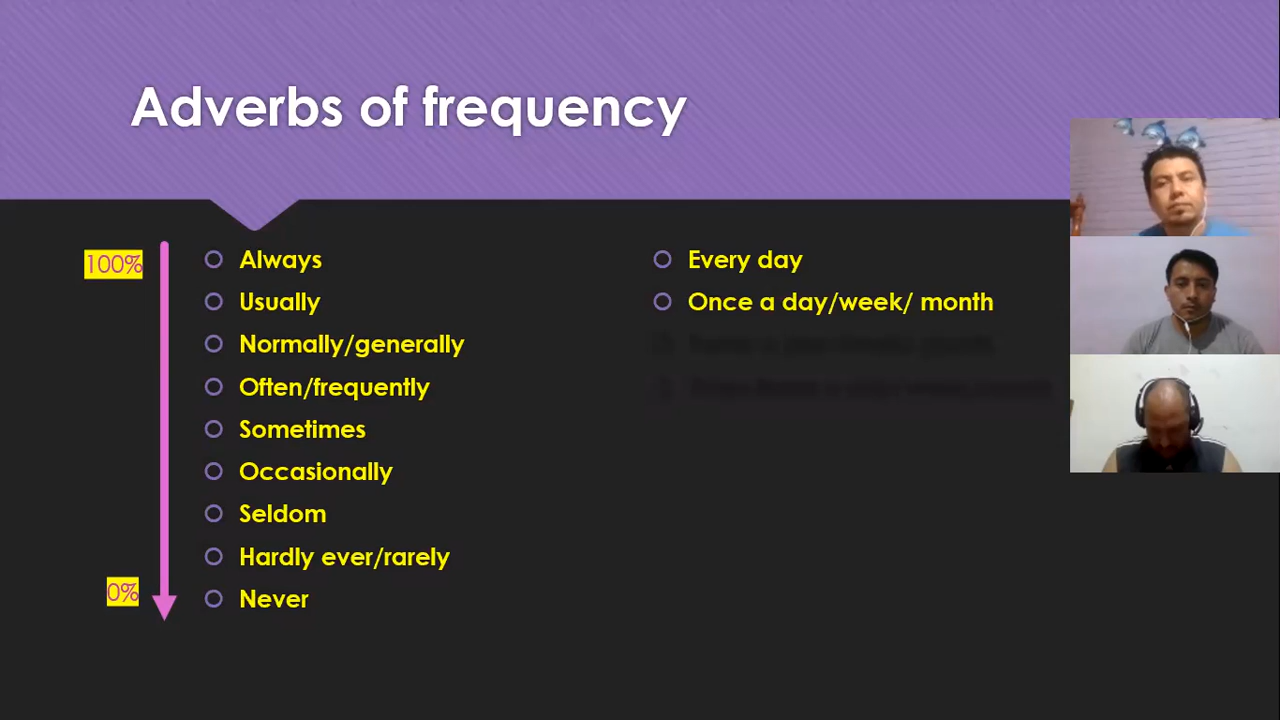 Adverbs of frequency
100%
Always
Usually
Normally/generally
Often/frequently
Sometimes
Occasionally
Seldom
Hardly ever/rarely
0%
Never
Every day
Once a day/week/ month